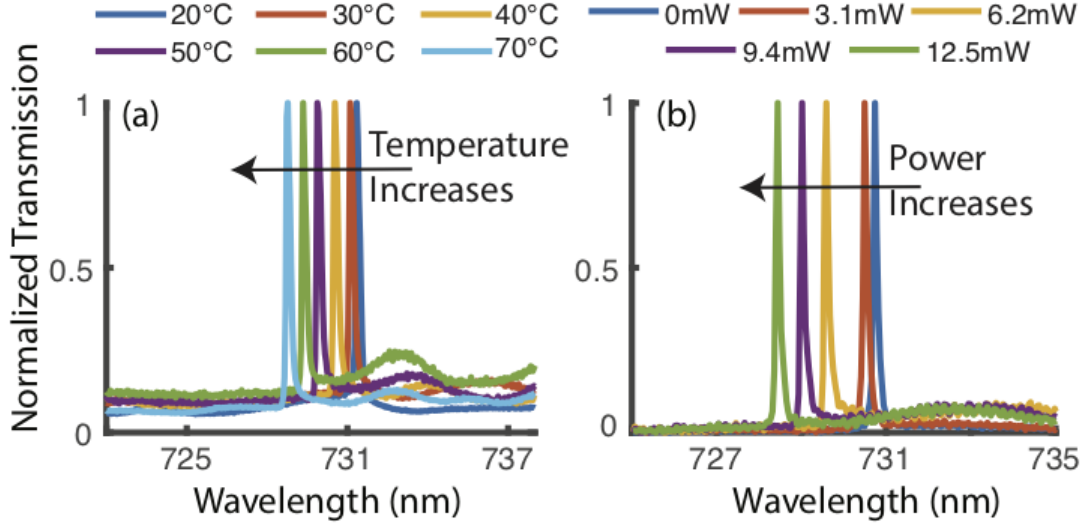 20°C 30°C 40°C
50°C 60°C 70°C
0mW 3.1mW 6.2mW
9.4mW 12.5mW
Normalized Transmission
1
0.5
0
(a)
Temperature
Increases
725 731 737
Wavelength (nm)
1
0.5
0
(b)
Power
Increases
727 731 735
Wavelength (nm)